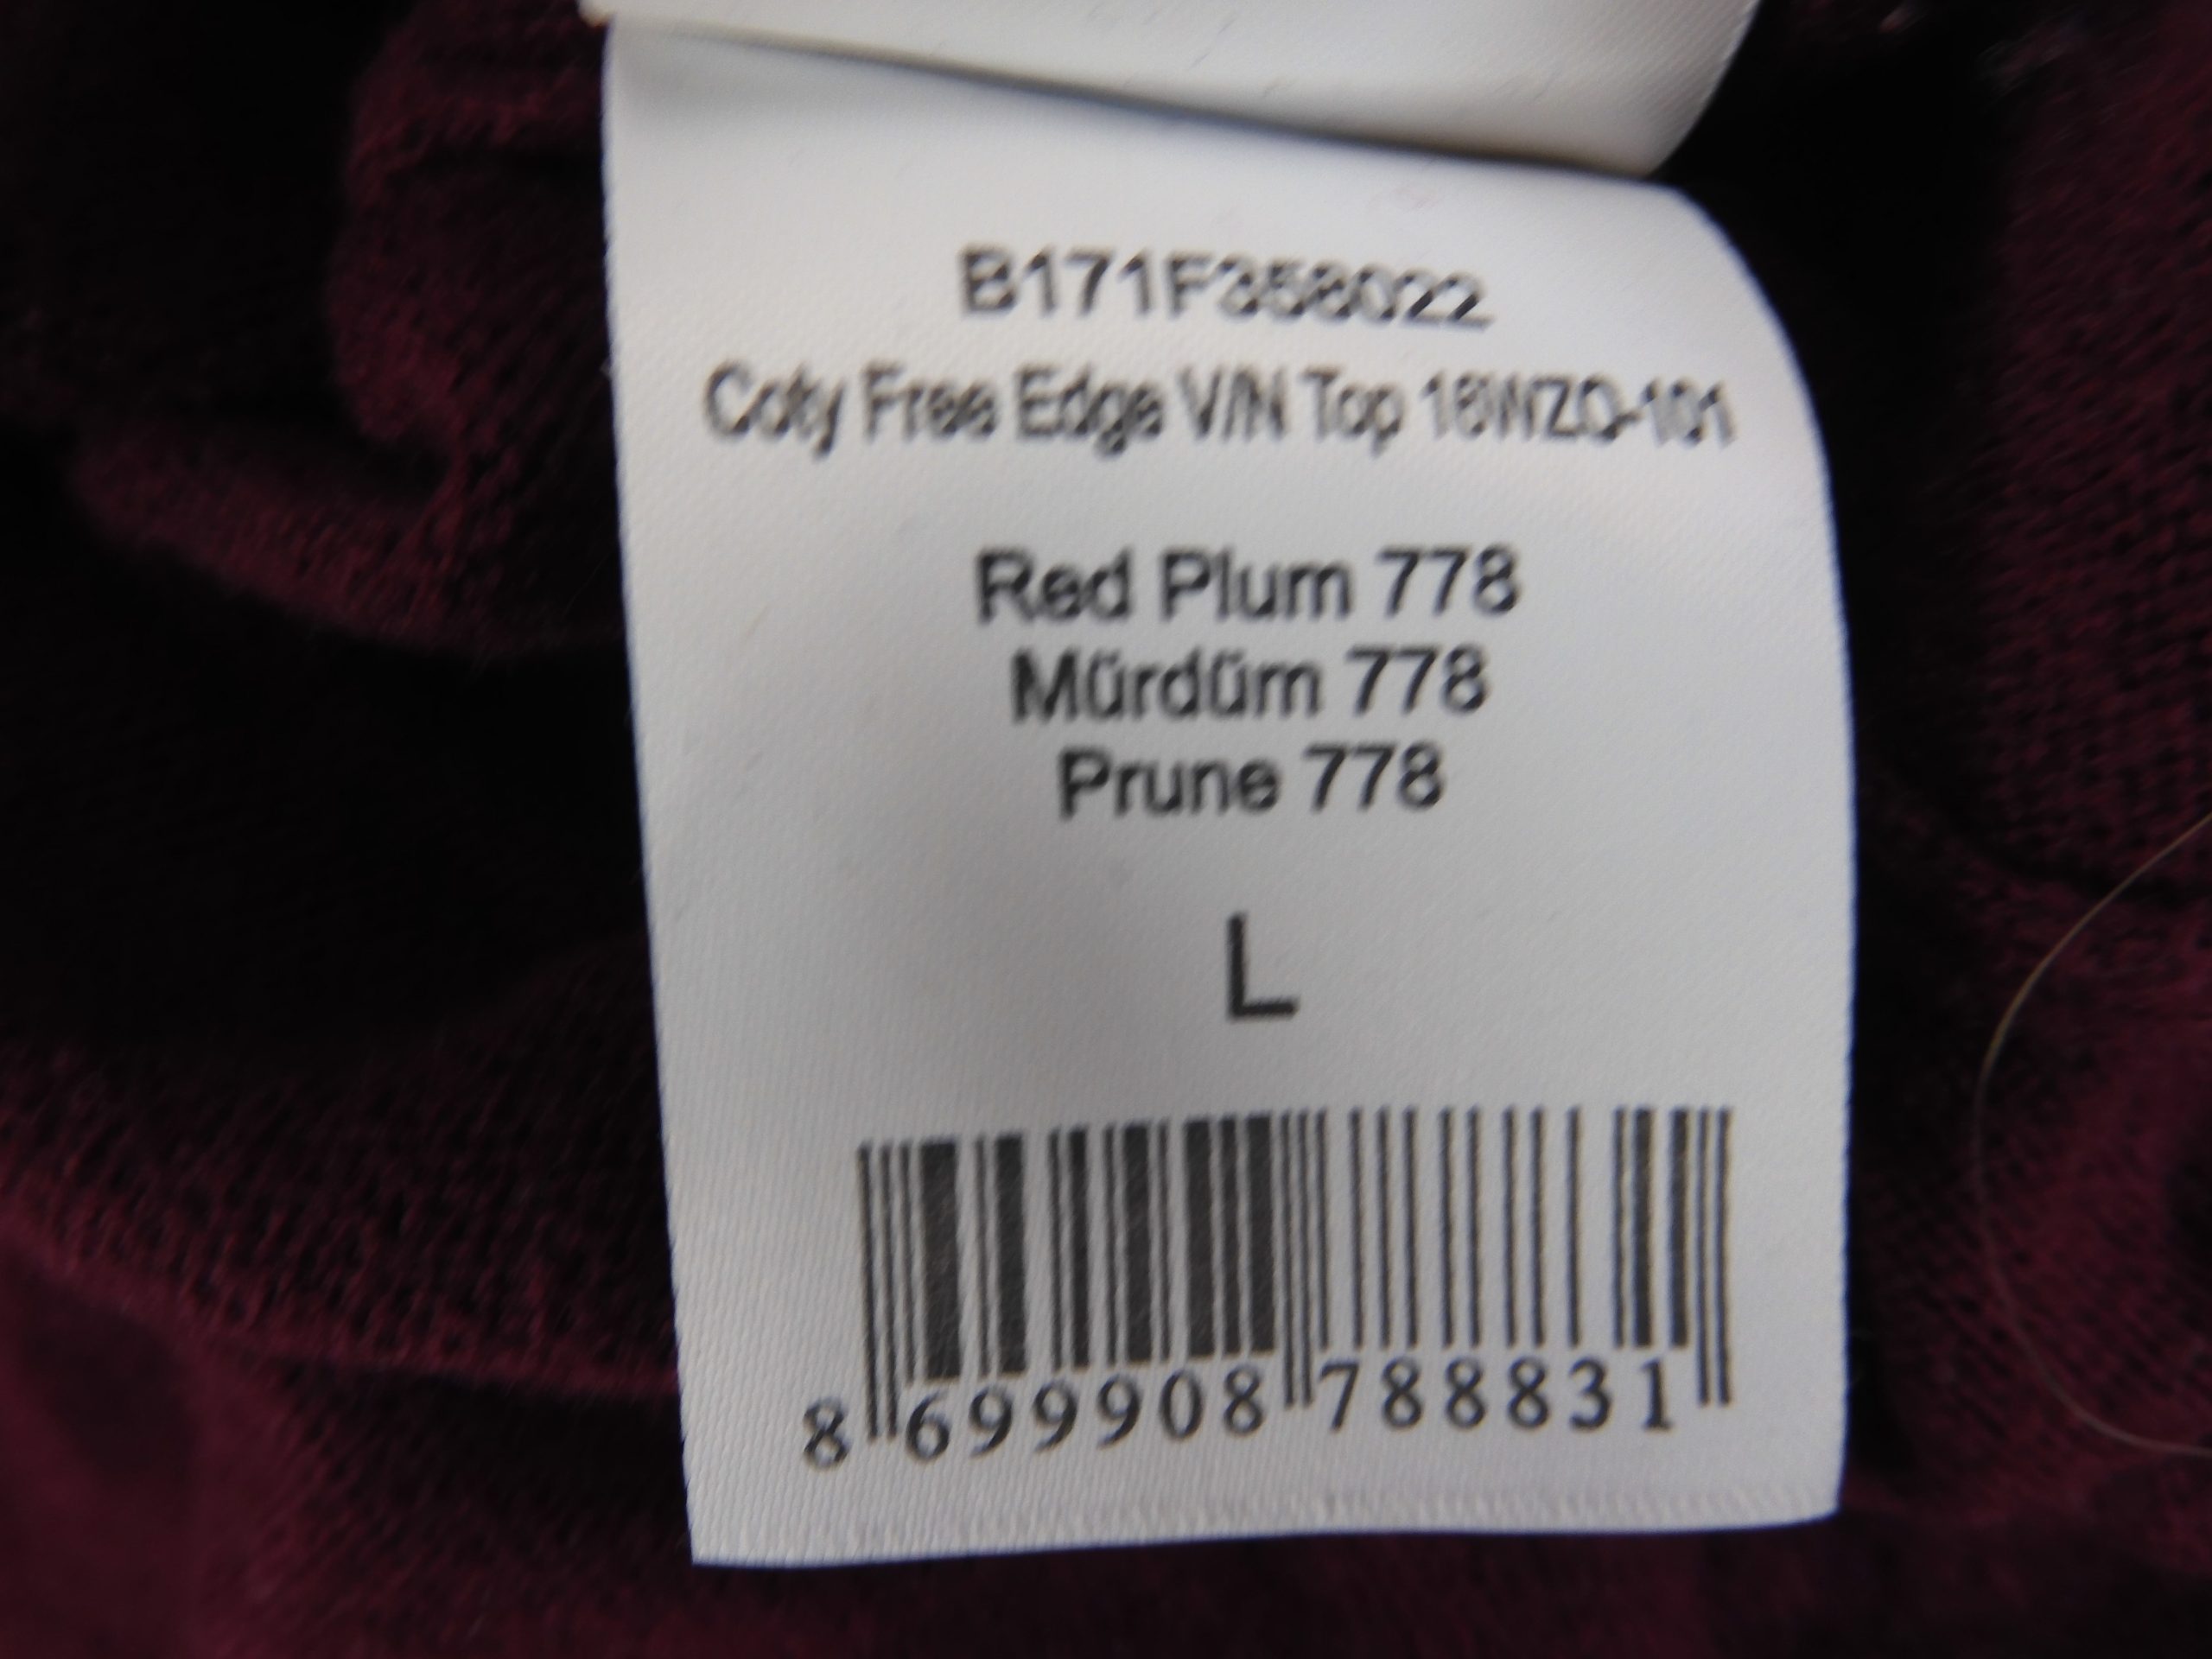 B171F358022
Coty Free Edge V/N Top 16WZO-101
Red Plum 778
Mürdüm 778
Prune 778
L
8 699908 788831